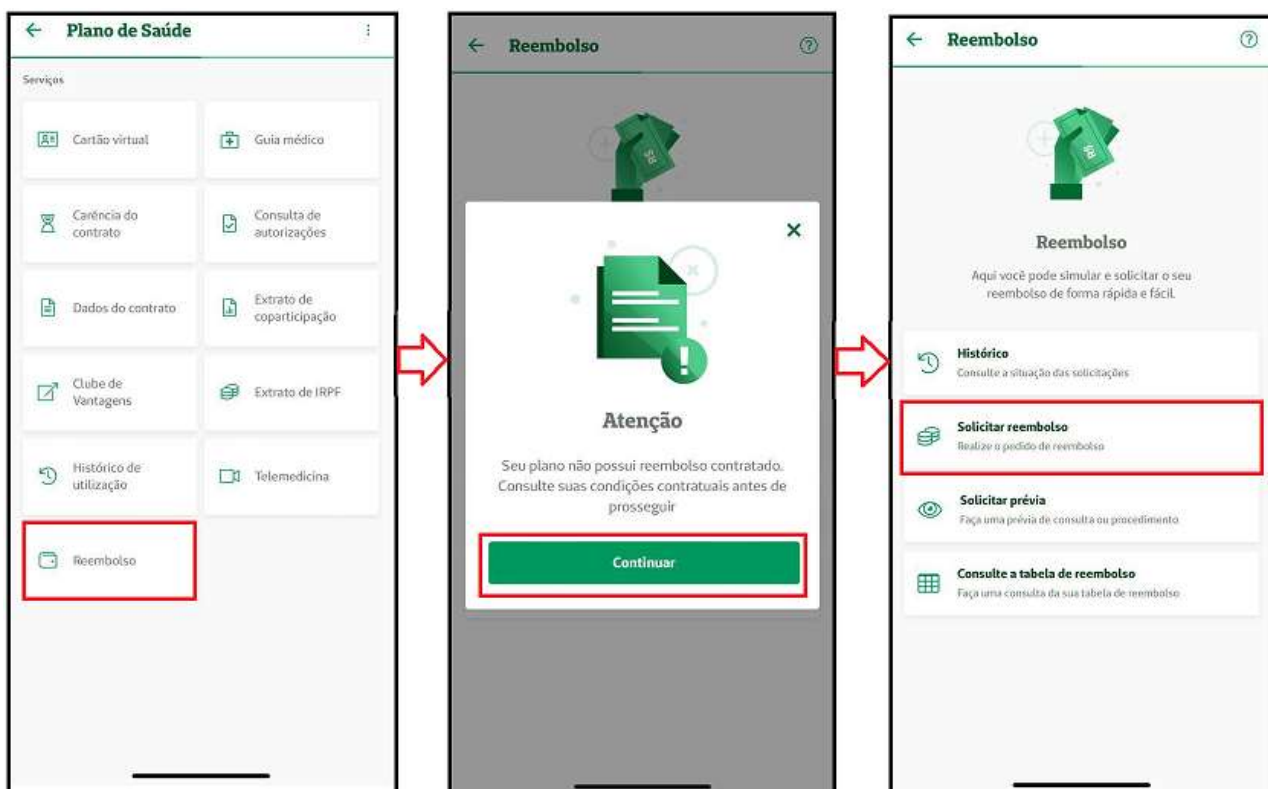 Plano de Saúde
Serviços
Cartão virtual
Guia médico
Carência do
contrato
Consulta de
autorizações
Dados do contrato
Extrato de
coparticipação
Clube de
Vantagens
Extrato de IRPF
Histórico de
utilização
Telemedicina
Reembolso
Reembolso
R$
Atenção
Seu plano não possui reembolso contratado.
Consulte suas condições contratuais antes de
prosseguir
Continuar
Reembolso
R$
Reembolso
Aqui você pode simular e solicitar o seu
reembolso de forma rápida e fácil.
Histórico
Consulte a situação das solicitações
Solicitar reembolso
Realize o pedido de reembolso
Solicitar prévia
Faça uma prévia de consulta ou procedimento
Consulte a tabela de reembolso
Faça uma consulta da sua tabela de reembolso